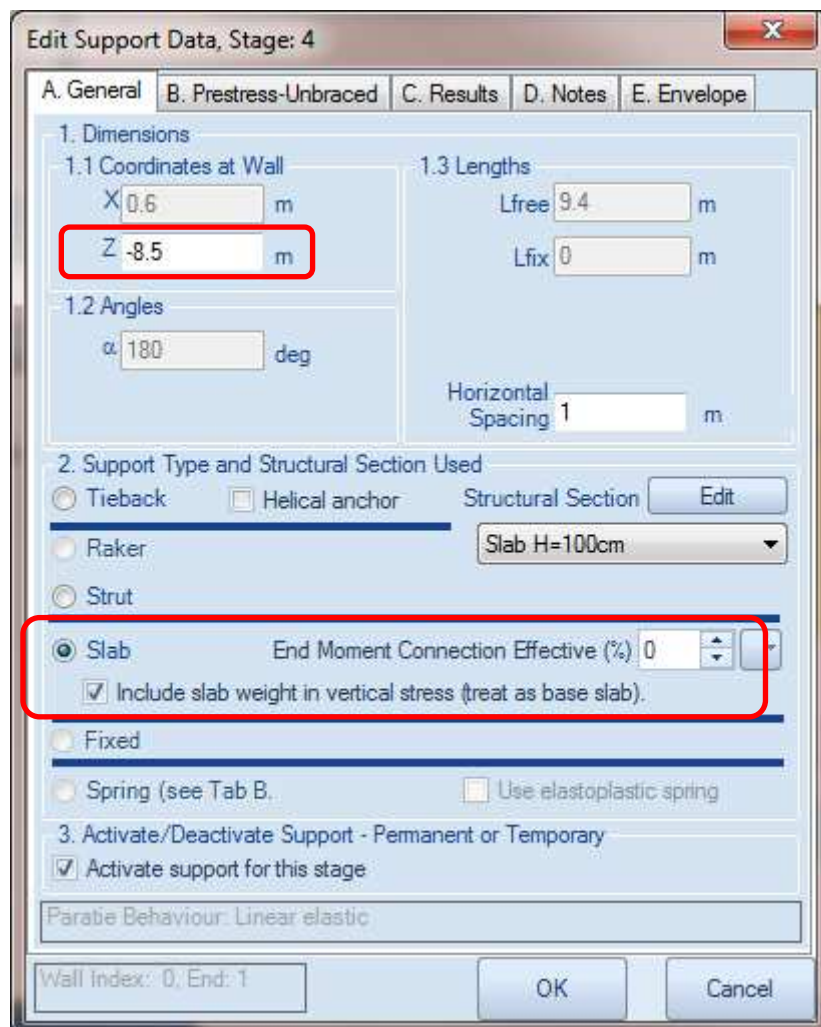 Edit Support Data, Stage: 4
A. General B. Prestress-Unbraced C. Results D. Notes E. Envelope
1. Dimensions
1.1 Coordinates at Wall
X 0.6 m
Z -8.5 m
1.2 Angles
α 180 deg
1.3 Lengths
Lfree 9.4 m
Lfix 0 m
Horizontal
Spacing 1 m
2. Support Type and Structural Section Used
Tieback Helical anchor Structural Section Edit
Raker Slab H=100cm
Strut
Slab End Moment Connection Effective (%) 0
Include slab weight in vertical stress (treat as base slab).
Fixed
Spring (see Tab B. Use elastoplastic spring
3. Activate/Deactivate Support - Permanent or Temporary
Activate support for this stage
Paratie Behaviour: Linear elastic
Wall Index: 0, End: 1 OK Cancel